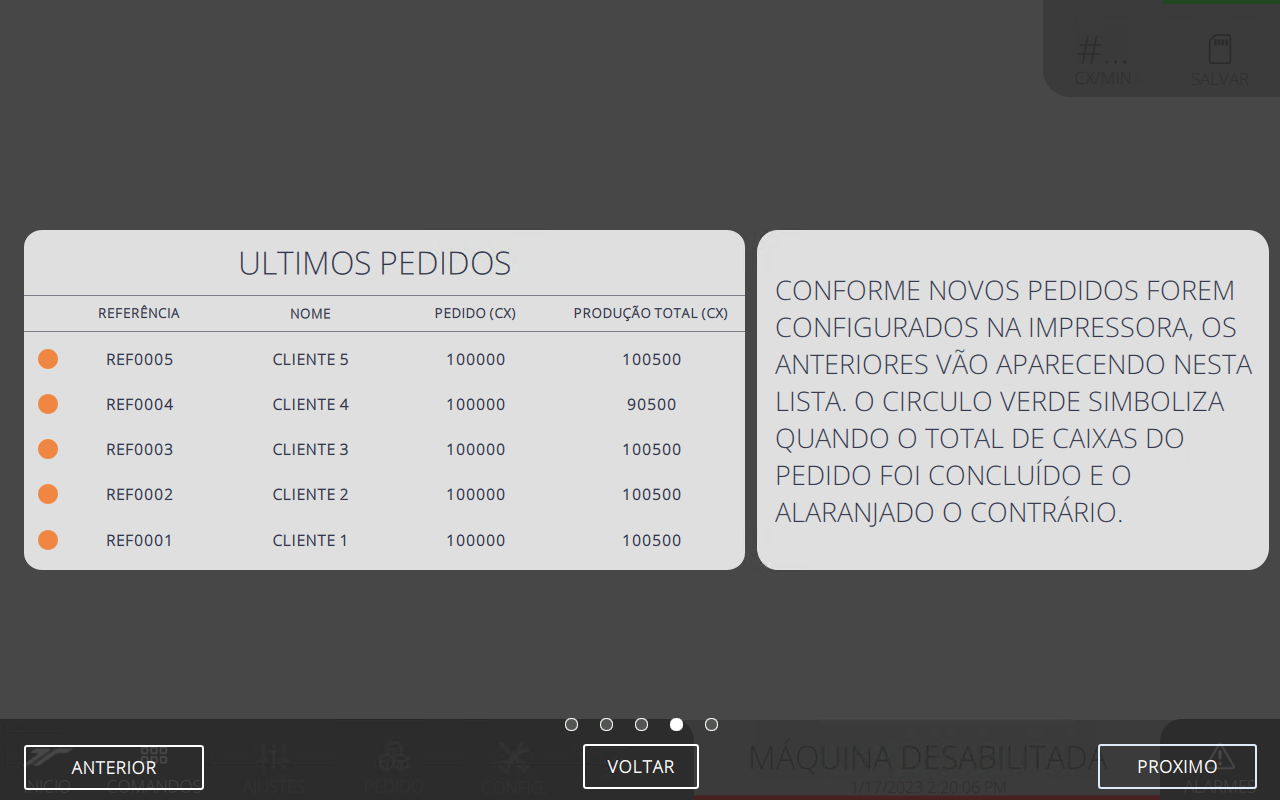 #...
CX/MIN SALVAR
ULTIMOS PEDIDOS
REFERÊNCIA NOME PEDIDO (CX) PRODUÇÃO TOTAL (CX)
REF0005 CLIENTE 5 100000 100500
REF0004 CLIENTE 4 100000 90500
REF0003 CLIENTE 3 100000 100500
REF0002 CLIENTE 2 100000 100500
REF0001 CLIENTE 1 100000 100500
CONFORME NOVOS PEDIDOS FOREM
CONFIGURADOS NA IMPRESSORA, OS
ANTERIORES VÃO APARECENDO NESTA
LISTA. O CIRCULO VERDE SIMBOLIZA
QUANDO O TOTAL DE CAIXAS DO
PEDIDO FOI CONCLUÍDO E O
ALARANJADO O CONTRÁRIO.
ANTERIOR VOLTAR PROXIMO
MÁQUINA DESABILITADA
INICIO COMANDOS AJUSTES PEDIDO CONFIG 1/17/2023 2:20:06 PM ALARMES